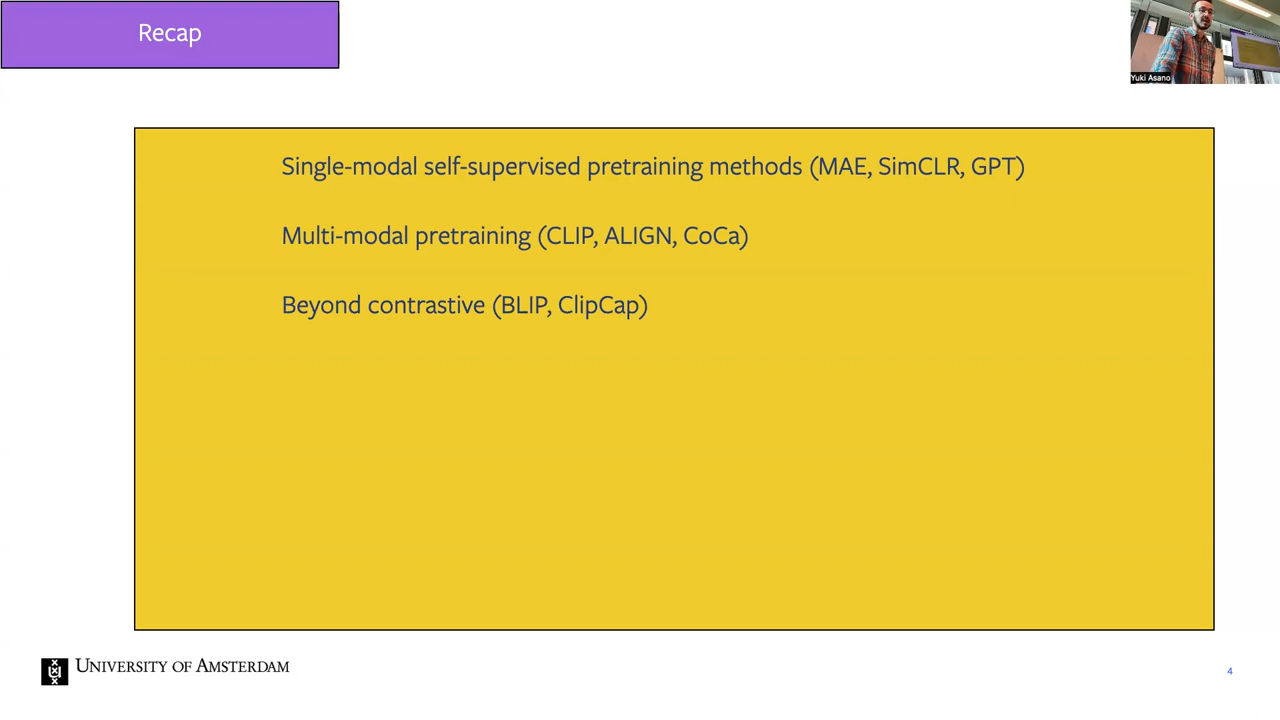 Recap
Yuki Asano
Single-modal self-supervised pretraining methods (MAE, SimCLR, GPT)
Multi-modal pretraining (CLIP, ALIGN, CoCa)
Beyond contrastive (BLIP, ClipCap)
UNIVERSITY OF AMSTERDAM
4